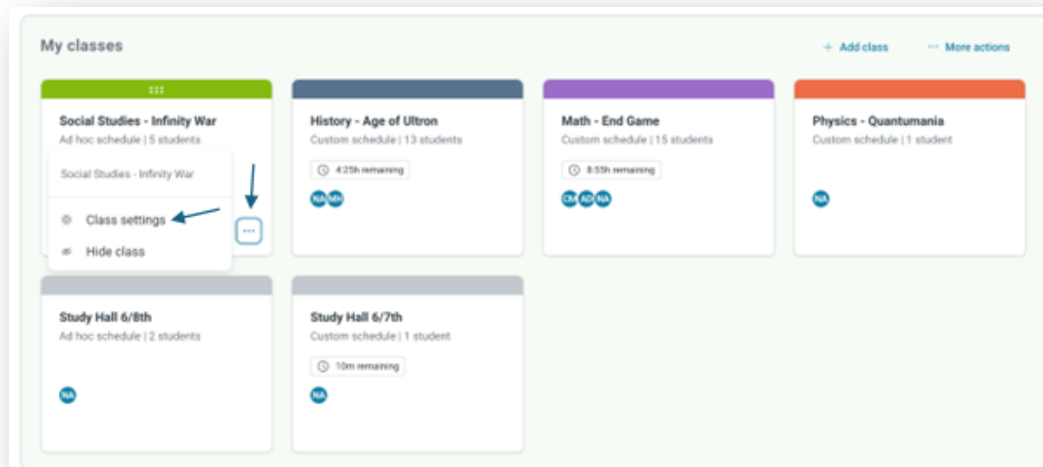 My classes
+ Add class
··· More actions
Social Studies - Infinity War
Ad hoc schedule | 5 students
Social Studies - Infinity War
Class settings
Hide class
···
History - Age of Ultron
Custom schedule | 13 students
4:25h remaining
NA MH
Math - End Game
Custom schedule | 15 students
8:55h remaining
CM AD NA
Physics - Quantumania
Custom schedule | 1 student
NA
Study Hall 6/8th
Ad hoc schedule | 2 students
NA
Study Hall 6/7th
Custom schedule | 1 student
10m remaining
NA